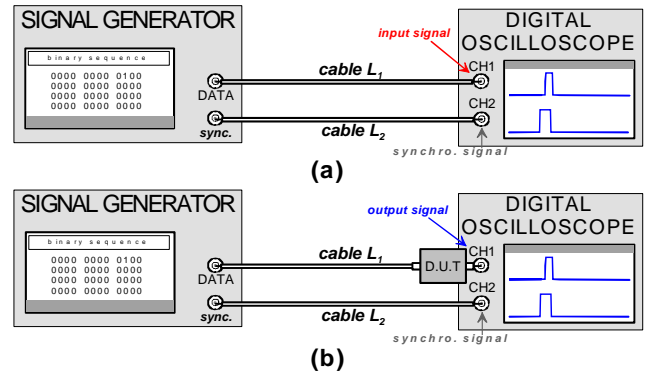 SIGNAL GENERATOR
binary sequence
0000 0000 0100
0000 0000 0000
0000 0000 0000
0000 0000 0000
DATA
sync.
cable L1
cable L2
input signal
DIGITAL
OSCILLOSCOPE
CH1
CH2
synchro. signal
(a)
SIGNAL GENERATOR
binary sequence
0000 0000 0100
0000 0000 0000
0000 0000 0000
0000 0000 0000
DATA
sync.
cable L1
cable L2
output signal
D.U.T
DIGITAL
OSCILLOSCOPE
CH1
CH2
synchro. signal
(b)